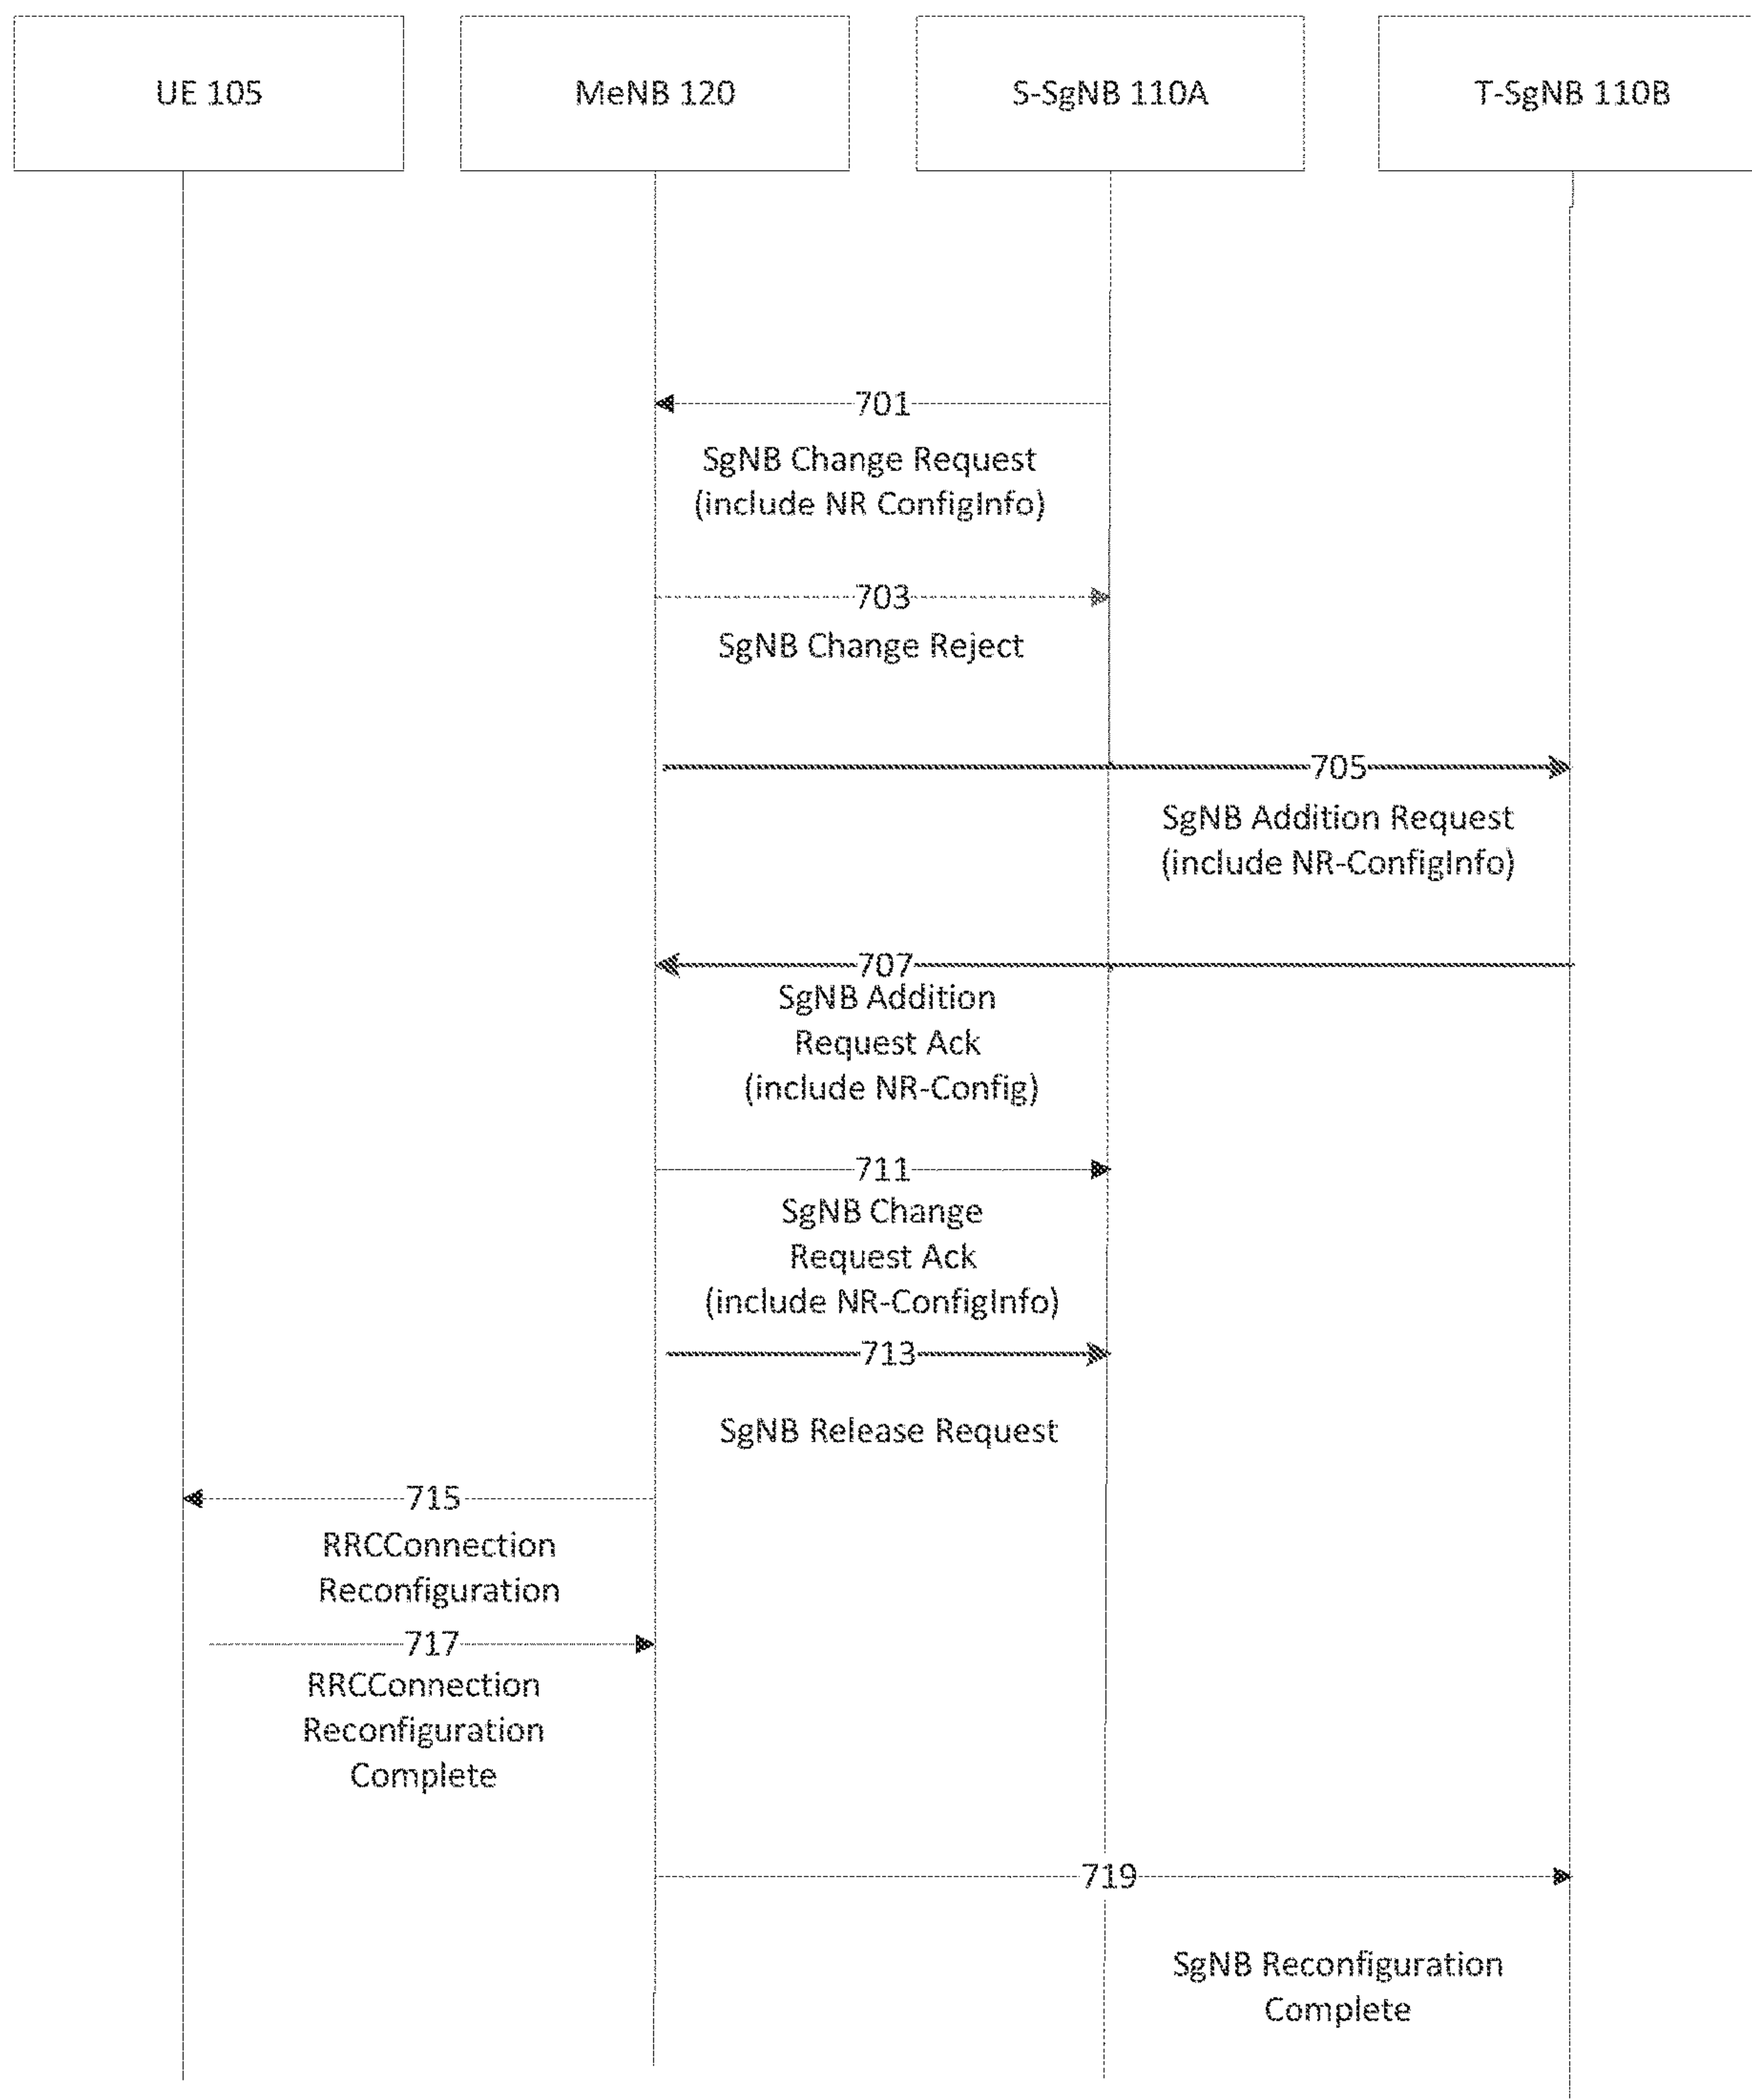 UE 105
MeNB 120
S-SgNB 110A
T-SgNB 110B
701
SgNB Change Request
(include NR ConfigInfo)
703
SgNB Change Reject
705
SgNB Addition Request
(include NR-ConfigInfo)
707
SgNB Addition
Request Ack
(include NR-Config)
711
SgNB Change
Request Ack
(include NR-ConfigInfo)
713
SgNB Release Request
715
RRCConnection
Reconfiguration
717
RRCConnection
Reconfiguration
Complete
719
SgNB Reconfiguration
Complete